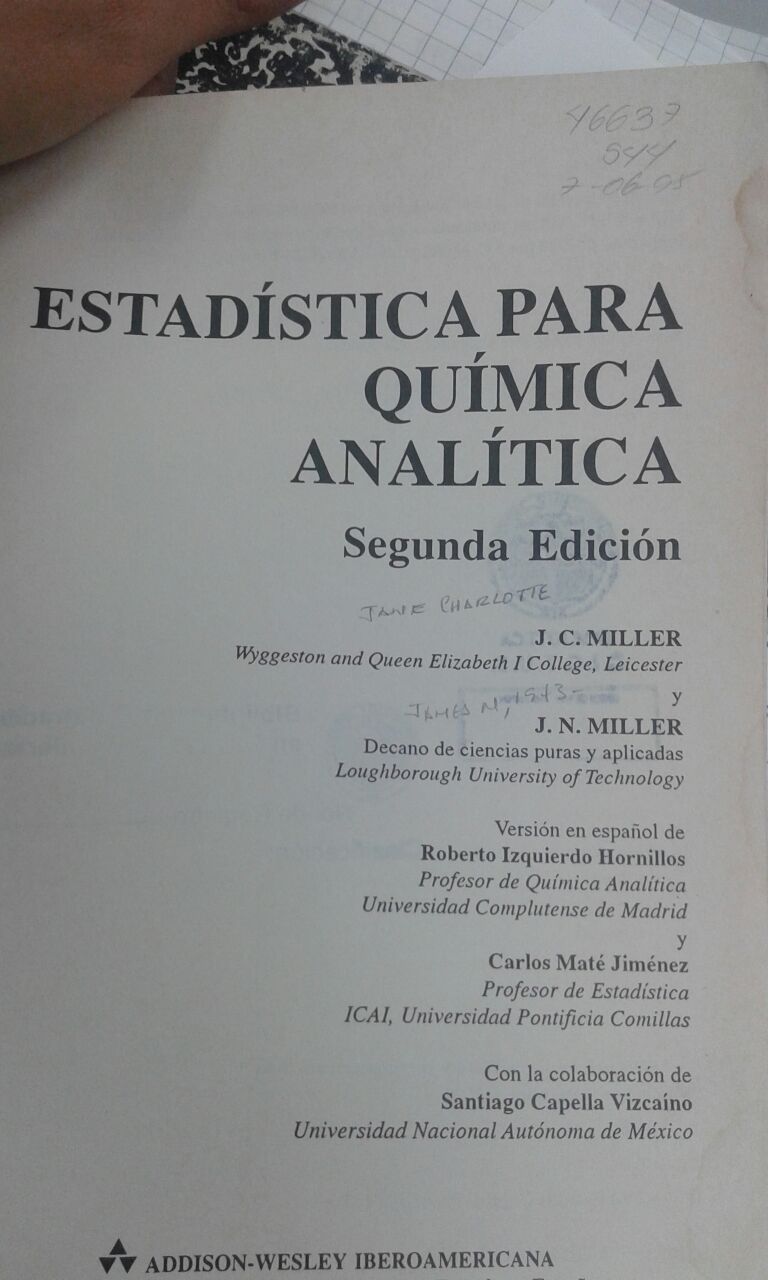 46637
544
7-06-05
ESTADÍSTICA PARA
QUÍMICA
ANALÍTICA
Segunda Edición
JANE CHARLOTTE
J. C. MILLER
Wyggeston and Queen Elizabeth I College, Leicester
y
JAMES N, 1943-
J. N. MILLER
Decano de ciencias puras y aplicadas
Loughborough University of Technology
Versión en español de
Roberto Izquierdo Hornillos
Profesor de Química Analítica
Universidad Complutense de Madrid
y
Carlos Maté Jiménez
Profesor de Estadística
ICAI, Universidad Pontificia Comillas
Con la colaboración de
Santiago Capella Vizcaíno
Universidad Nacional Autónoma de México
ADDISON-WESLEY IBEROAMERICANA